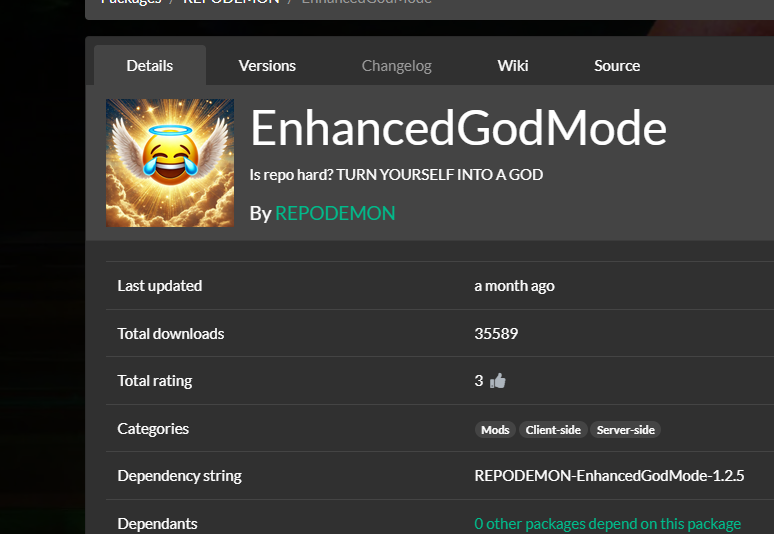 Packages / REPODEMON / EnhancedGodMode
Details Versions Changelog Wiki Source
EnhancedGodMode
Is repo hard? TURN YOURSELF INTO A GOD
By REPODEMON
Last updated a month ago
Total downloads 35589
Total rating 3
Categories Mods Client-side Server-side
Dependency string REPODEMON-EnhancedGodMode-1.2.5
Dependants 0 other packages depend on this package